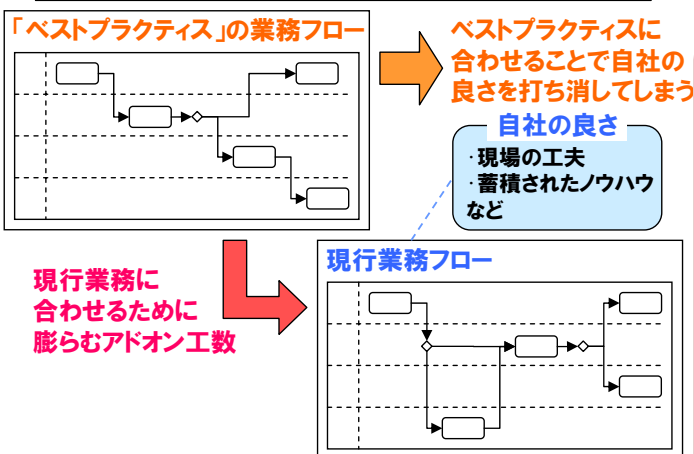 「ベストプラクティス」の業務フロー
ベストプラクティスに
合わせることで自社の
良さを打ち消してしまう
自社の良さ
・現場の工夫
・蓄積されたノウハウ
など
現行業務に
合わせるために
膨らむアドオン工数
現行業務フロー